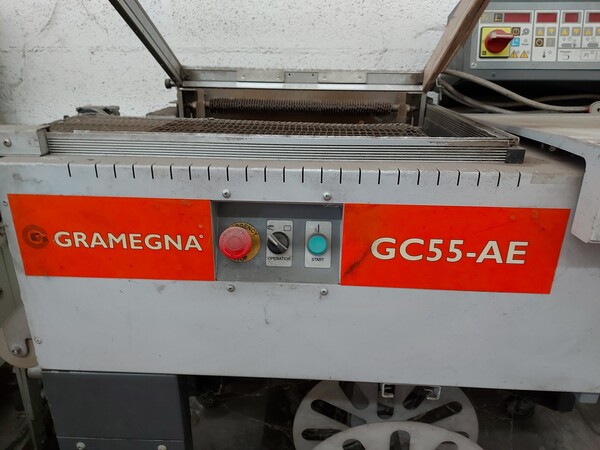 GRAMEGNA
GC55-AE
OPERATION
START